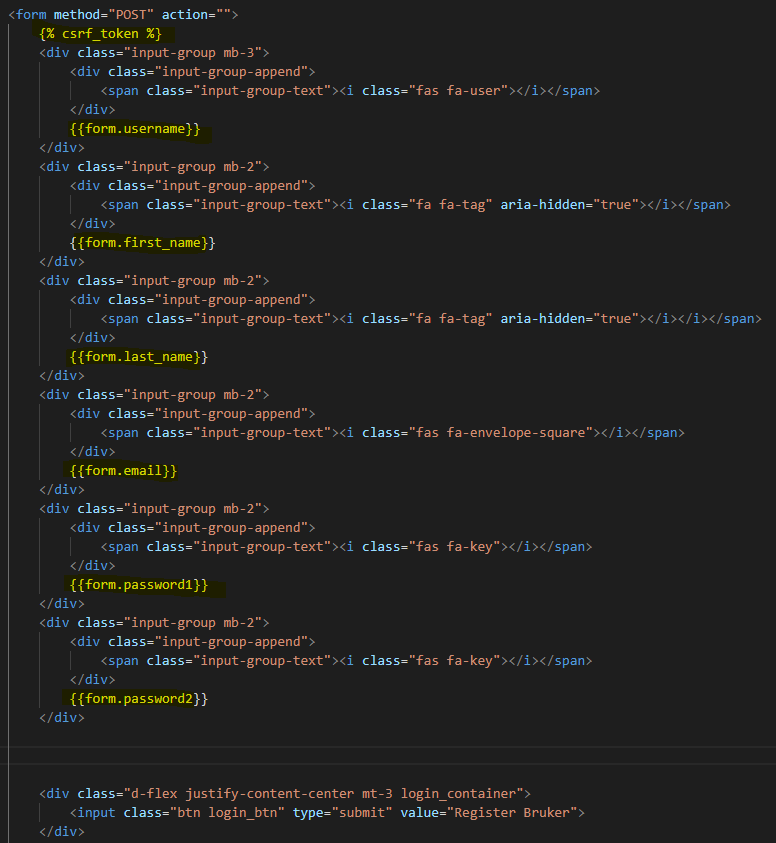 <form method="POST" action="">
{% csrf_token %}
<div class="input-group mb-3">
<div class="input-group-append">
<span class="input-group-text"><i class="fas fa-user"></i></span>
</div>
{{form.username}}
</div>
<div class="input-group mb-2">
<div class="input-group-append">
<span class="input-group-text"><i class="fa fa-tag" aria-hidden="true"></i></span>
</div>
{{form.first_name}}
</div>
<div class="input-group mb-2">
<div class="input-group-append">
<span class="input-group-text"><i class="fa fa-tag" aria-hidden="true"></i></i></span>
</div>
{{form.last_name}}
</div>
<div class="input-group mb-2">
<div class="input-group-append">
<span class="input-group-text"><i class="fas fa-envelope-square"></i></span>
</div>
{{form.email}}
</div>
<div class="input-group mb-2">
<div class="input-group-append">
<span class="input-group-text"><i class="fas fa-key"></i></span>
</div>
{{form.password1}}
</div>
<div class="input-group mb-2">
<div class="input-group-append">
<span class="input-group-text"><i class="fas fa-key"></i></span>
</div>
{{form.password2}}
</div>
<div class="d-flex justify-content-center mt-3 login_container">
<input class="btn login_btn" type="submit" value="Register Bruker">
</div>